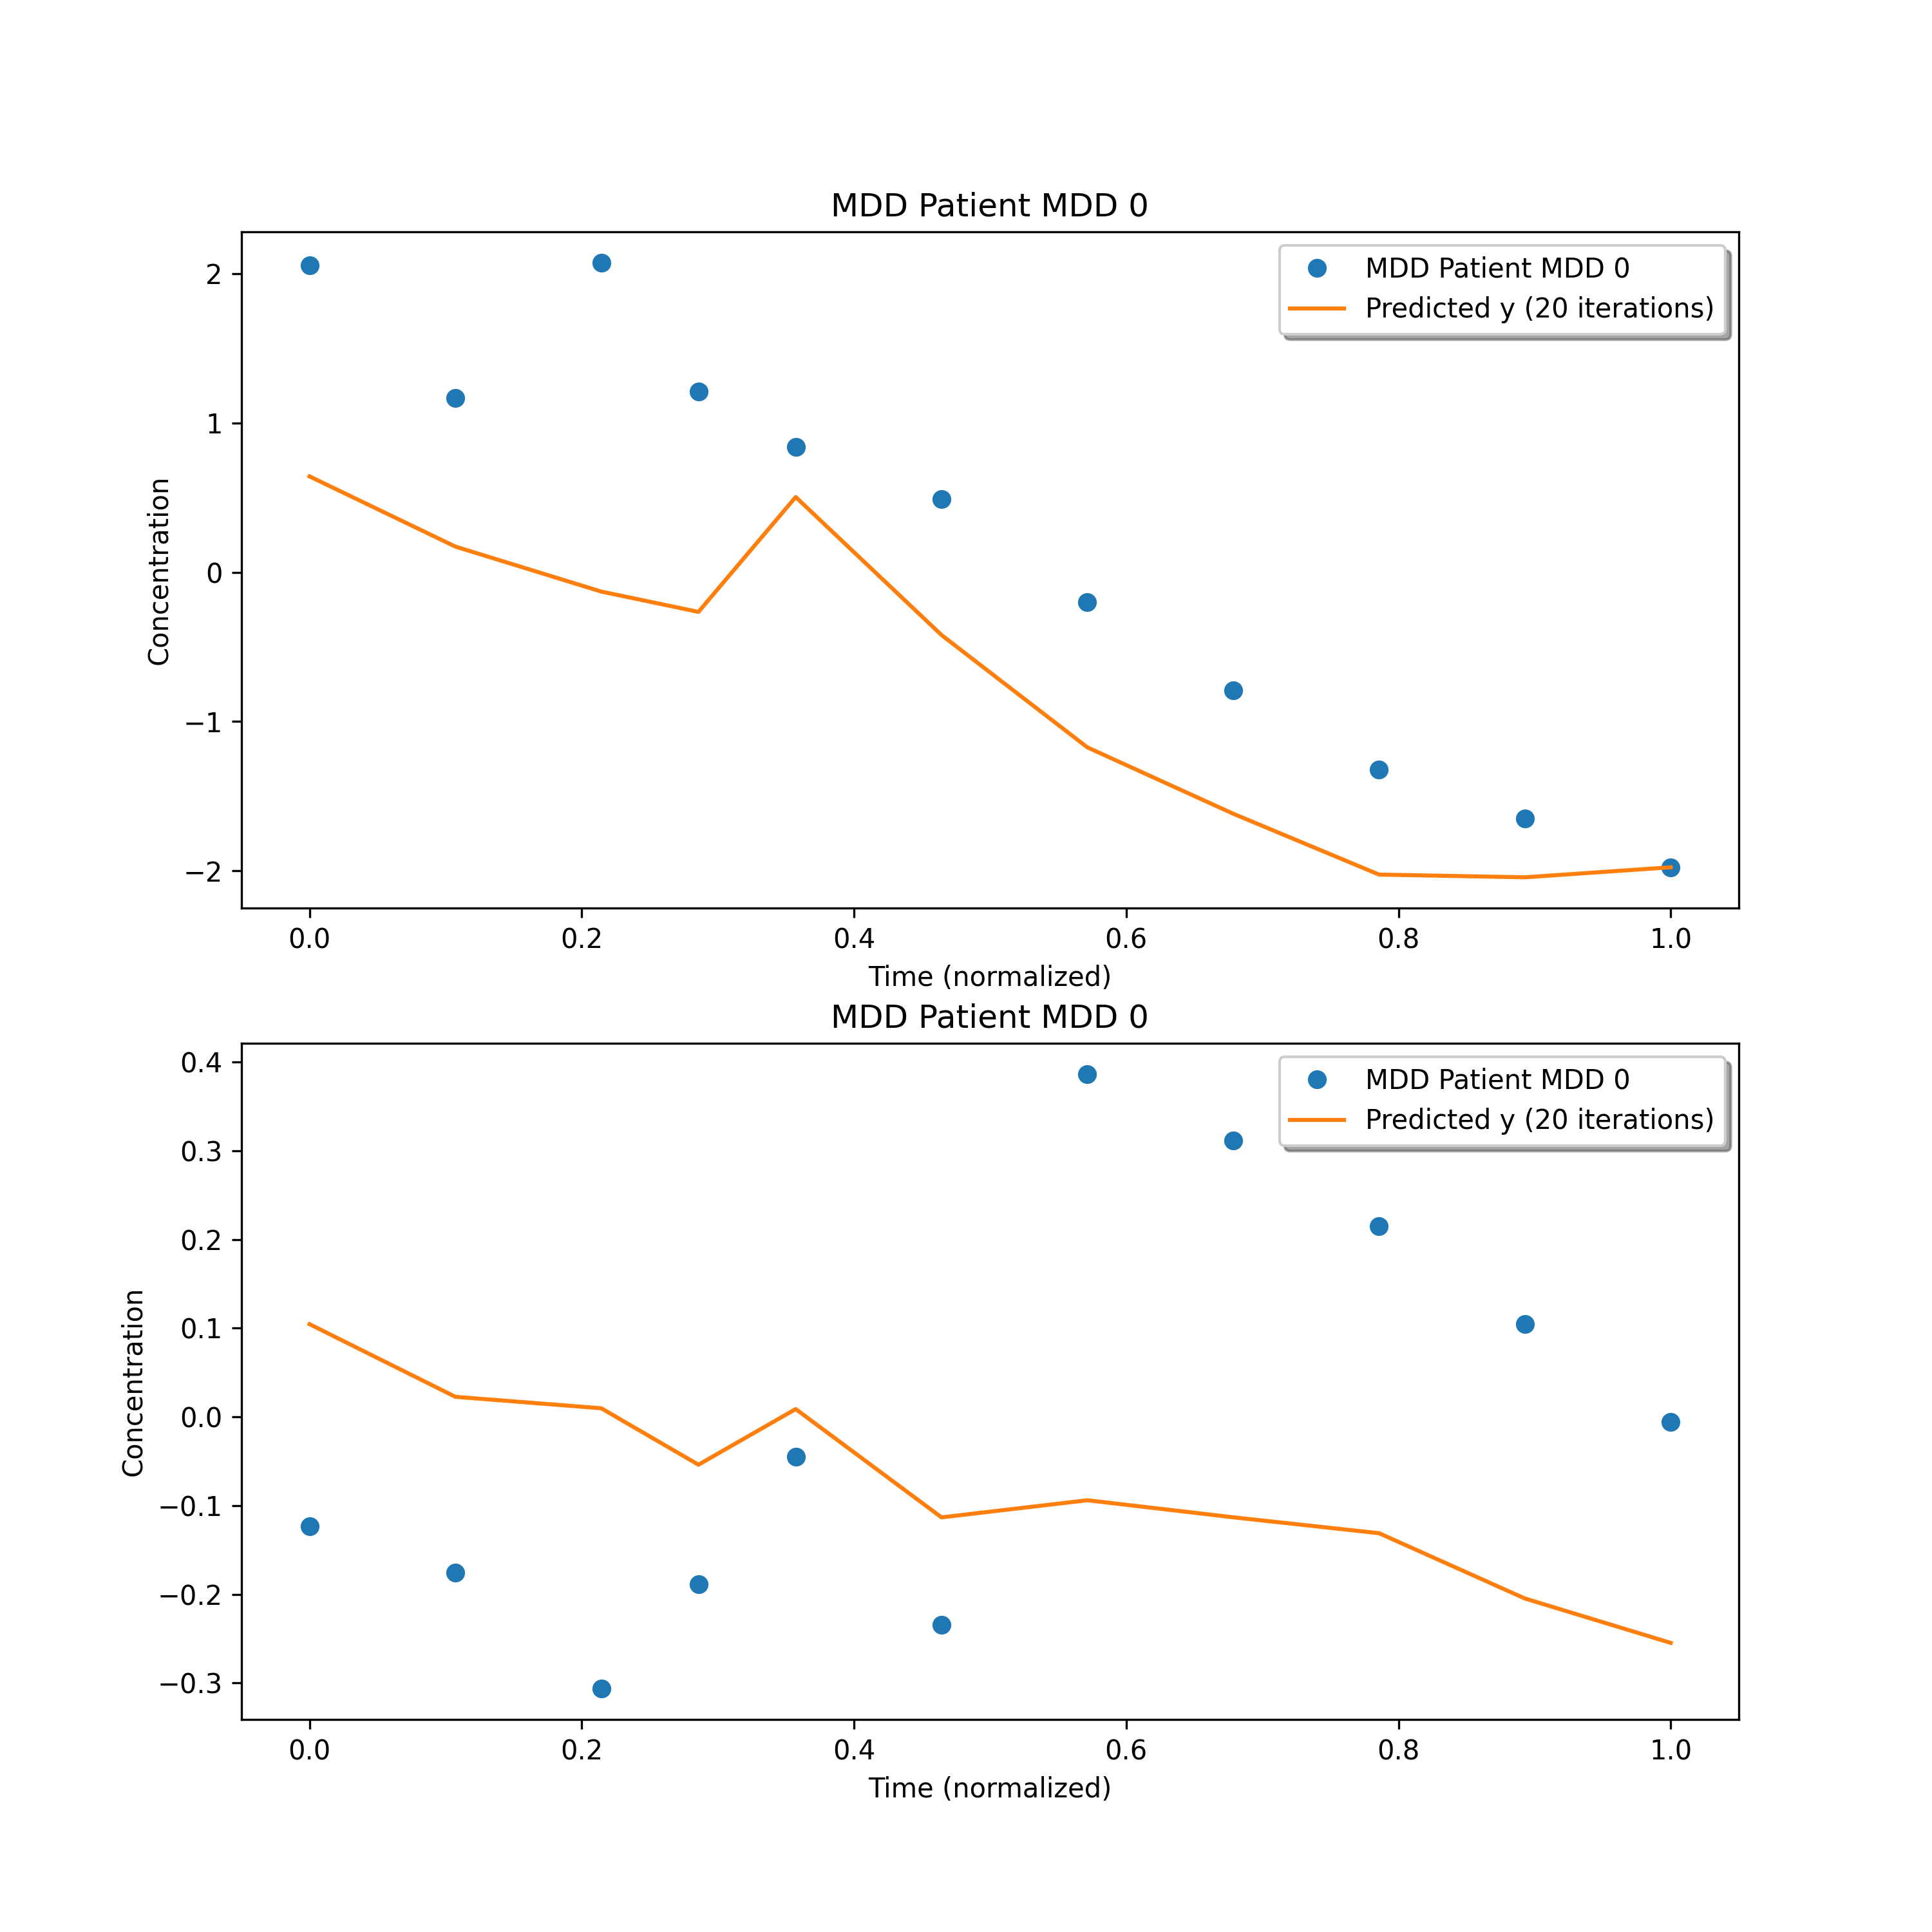 MDD Patient MDD 0
MDD Patient MDD 0
Predicted y (20 iterations)
2
1
0
−1
−2
Concentration
0.0 0.2 0.4 0.6 0.8 1.0
Time (normalized)
MDD Patient MDD 0
MDD Patient MDD 0
Predicted y (20 iterations)
0.4
0.3
0.2
0.1
0.0
−0.1
−0.2
−0.3
Concentration
0.0 0.2 0.4 0.6 0.8 1.0
Time (normalized)